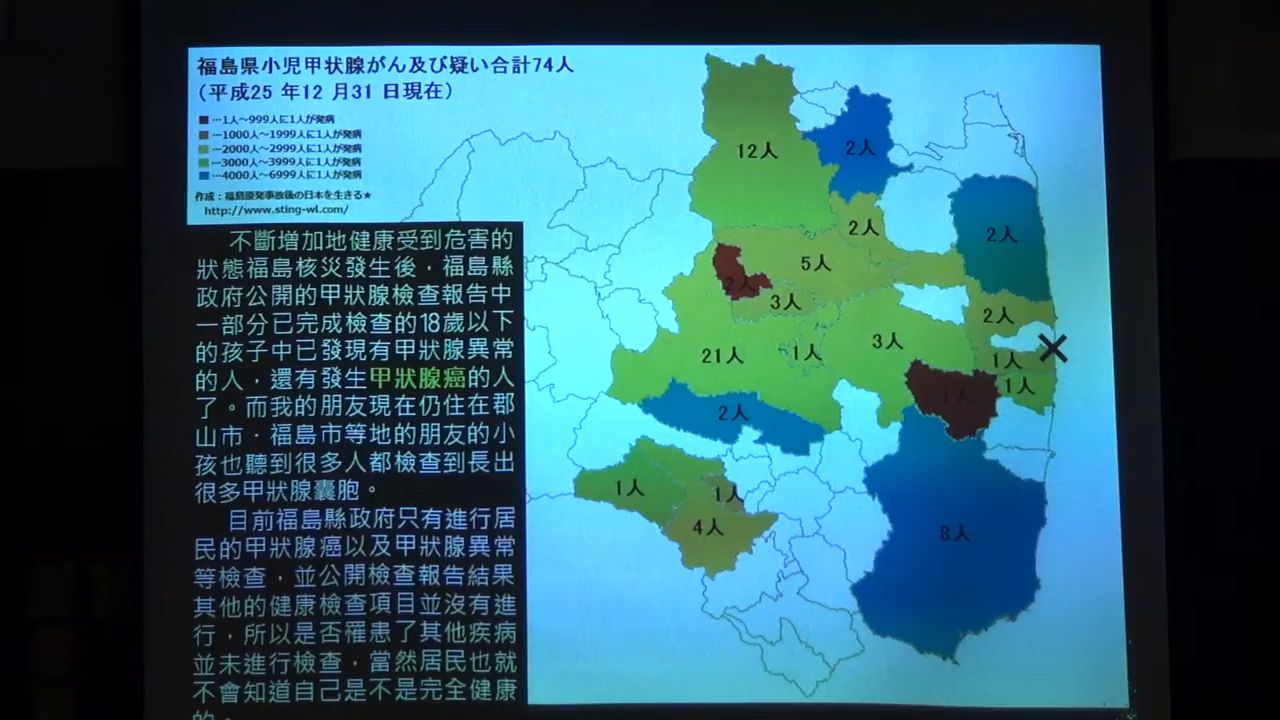 福島県小児甲状腺がん及び疑い合計74人
（平成25 年12 月31 日現在）
…1人〜999人に1人が発病
…1000人〜1999人に1人が発病
…2000人〜2999人に1人が発病
…3000人〜3999人に1人が発病
…4000人〜6999人に1人が発病
作成：福島原発事故後の日本を生きる★
http://www.sting-wl.com/
不斷增加地健康受到危害的
狀態福島核災發生後，福島縣
政府公開的甲狀腺檢查報告中
一部分已完成檢查的18歲以下
的孩子中已發現有甲狀腺異常
的人，還有發生甲狀腺癌的人
了。而我的朋友現在仍住在郡
山市．福島市等地的朋友的小
孩也聽到很多人都檢查到長出
很多甲狀腺囊胞。
目前福島縣政府只有進行居
民的甲狀腺癌以及甲狀腺異常
等檢查，並公開檢查報告結果
其他的健康檢查項目並沒有進
行，所以是否罹患了其他疾病
並未進行檢查，當然居民也就
不會知道自己是不是完全健康
的。
12人
2人
2人
2人
5人
2人
3人
2人
21人
1人
3人
1人
1人
1人
2人
1人
1人
4人
8人